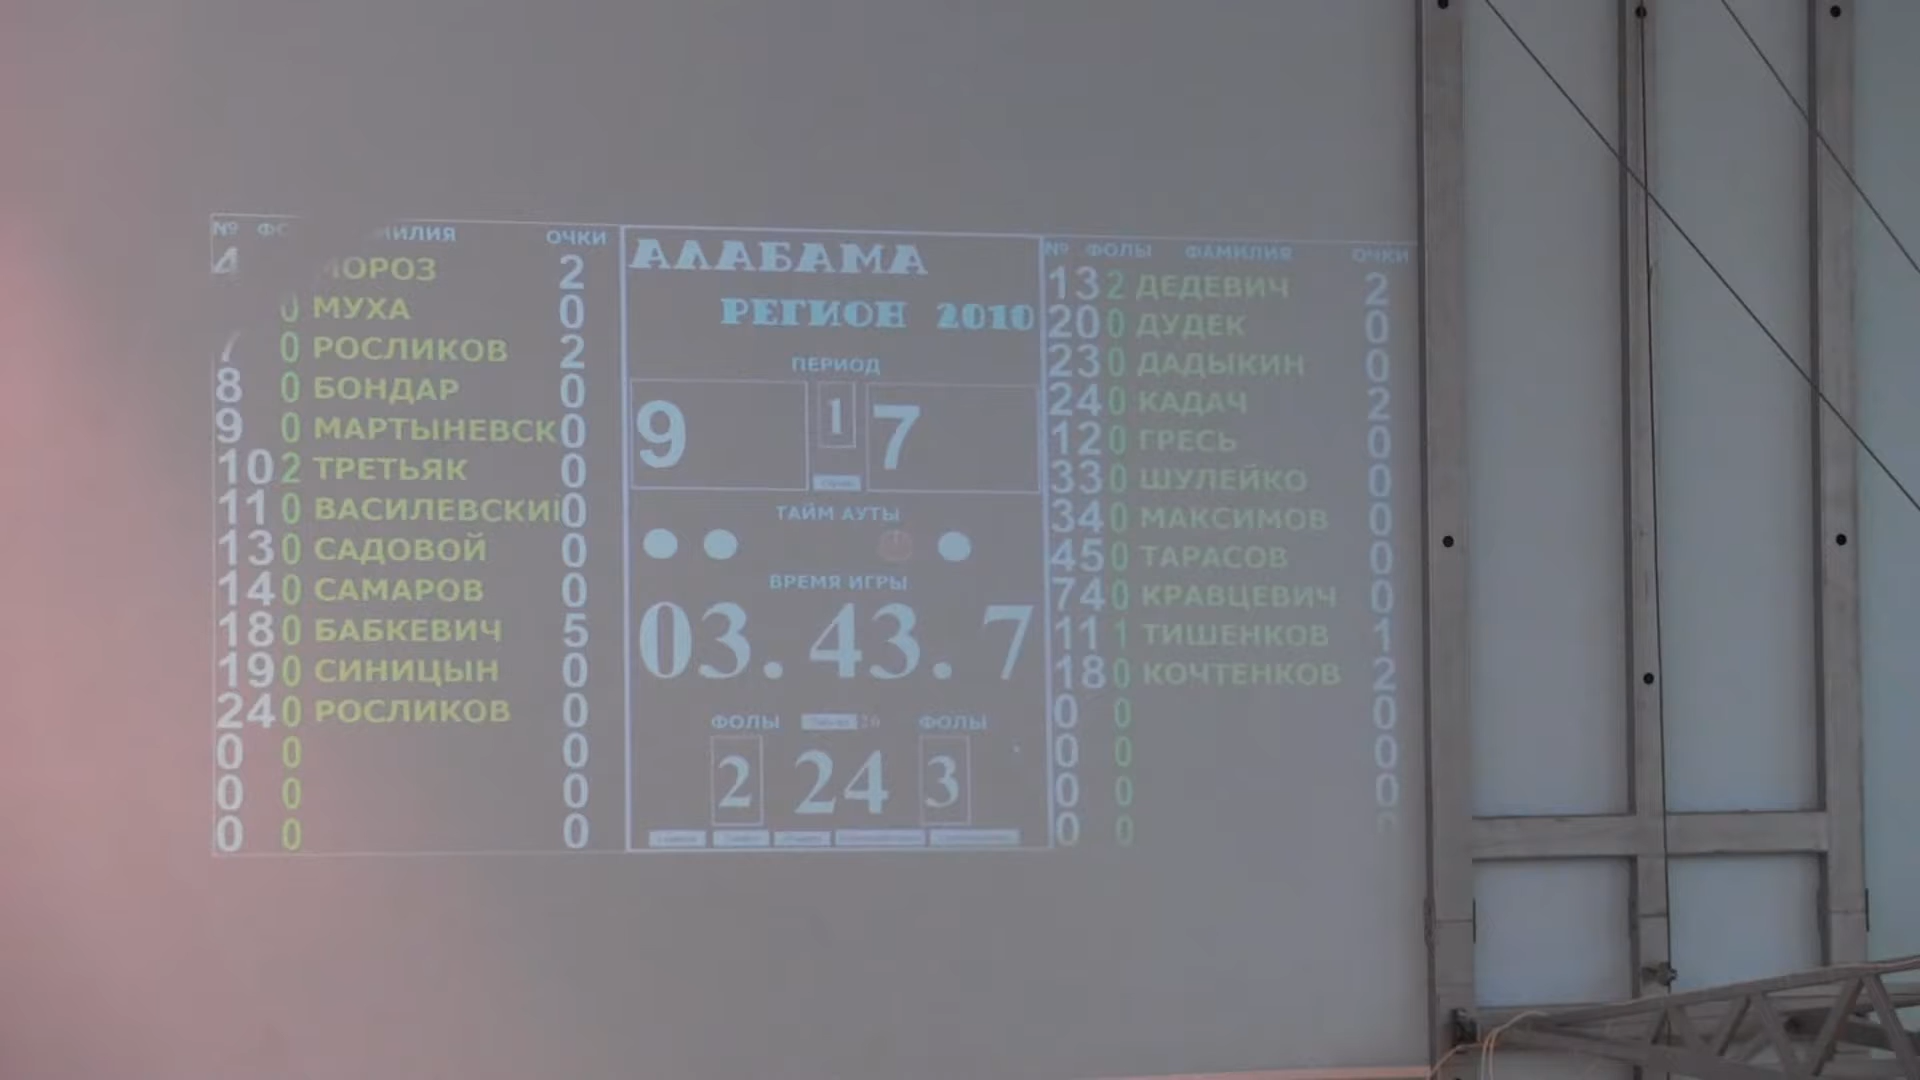 № ОЧКИ
4 МОРОЗ 2
0 МУХА 0
7 0 РОСЛИКОВ 2
8 0 БОНДАР 0
9 0 МАРТЫНЕВСК 0
10 2 ТРЕТЬЯК 0
11 0 ВАСИЛЕВСКИЙ 0
13 0 САДОВОЙ 0
14 0 САМАРОВ 0
18 0 БАБКЕВИЧ 5
19 0 СИНИЦЫН 0
24 0 РОСЛИКОВ 0
0 0 0
0 0 0
0 0 0
АЛАБАМА
РЕГИОН 2010
ПЕРИОД
9 1 7
ТАЙМ АУТЫ
ВРЕМЯ ИГРЫ
03. 43. 7
ФОЛЫ ФОЛЫ
2 24 3
№ ФОЛЫ ФАМИЛИЯ ОЧКИ
13 2 ДЕДЕВИЧ 2
20 0 ДУДЕК 0
23 0 ДАДЫКИН 0
24 0 КАДАЧ 2
12 0 ГРЕСЬ 0
33 0 ШУЛЕЙКО 0
34 0 МАКСИМОВ 0
45 0 ТАРАСОВ 0
74 0 КРАВЦЕВИЧ 0
11 1 ТИШЕНКОВ 1
18 0 КОЧТЕНКОВ 2
0 0 0
0 0 0
0 0 0
0 0 0